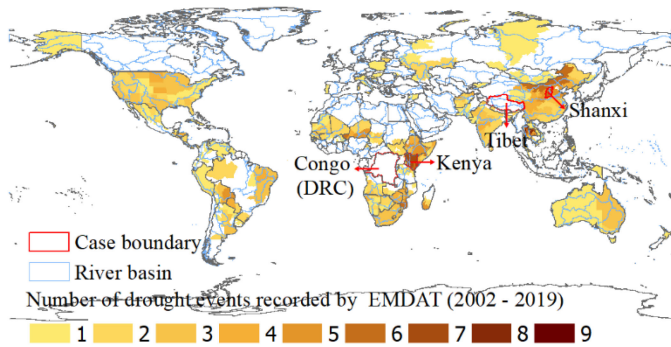 Shanxi
Tibet
Congo
(DRC)
Kenya
Case boundary
River basin
Number of drought events recorded by EMDAT (2002 - 2019)
1 2 3 4 5 6 7 8 9